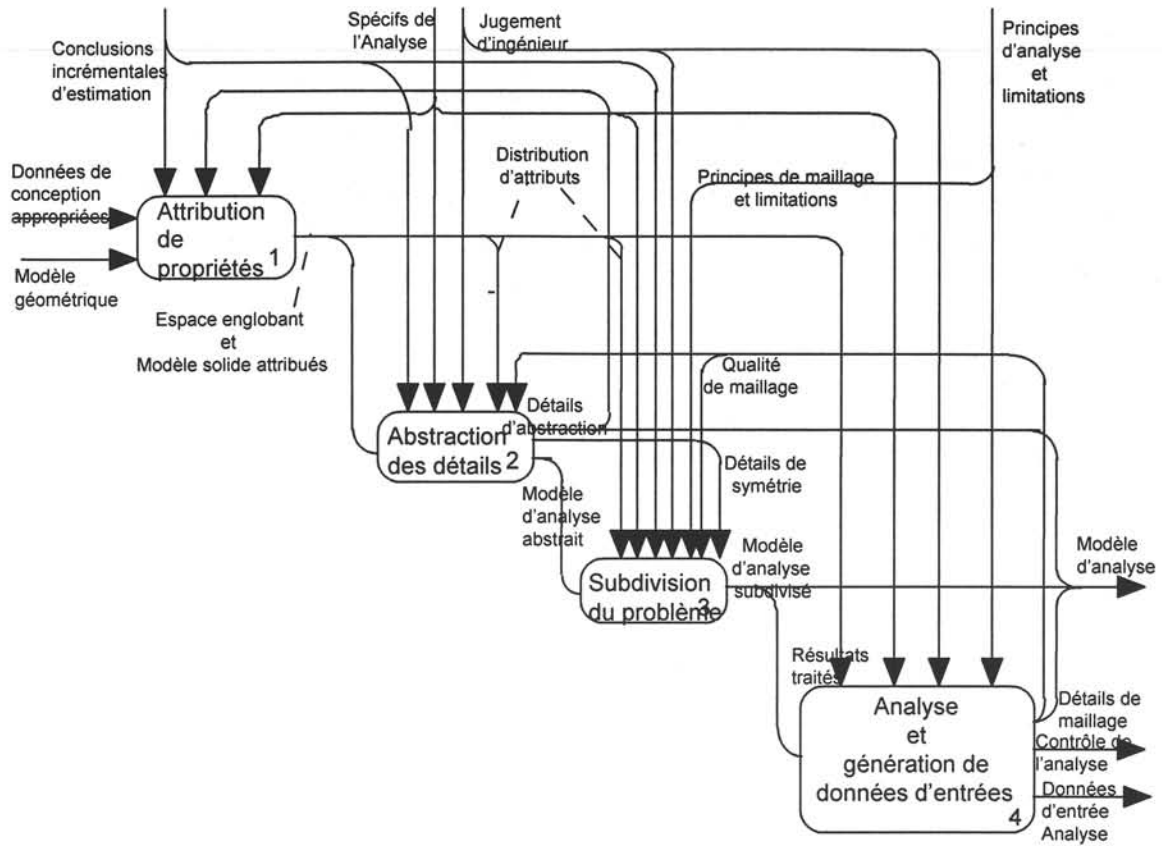 Spécifs de
l'Analyse
Jugement
d'ingénieur
Principes
d'analyse
et
limitations
Conclusions
incrémentales
d'estimation
Données de
conception
appropriées
Distribution
d'attributs
Principes de maillage
et limitations
Attribution
de
propriétés 1
Modèle
géométrique
Espace englobant
et
Modèle solide attribués
Qualité
de maillage
Détails
d'abstraction
Abstraction
des détails 2
Détails de
symétrie
Modèle
d'analyse
abstrait
Modèle
d'analyse
subdivisé
Modèle
d'analyse
Subdivision
du problème
3
Résultats
traités
Analyse
et
génération de
données d'entrées
4
Détails de
maillage
Contrôle de
l'analyse
Données
d'entrée
Analyse